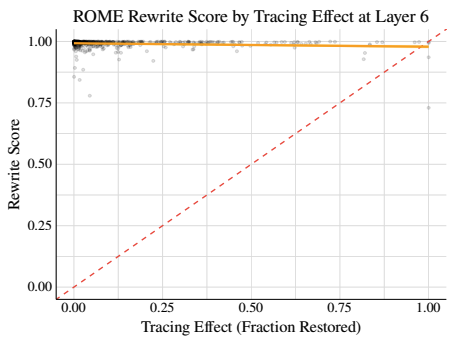 ROME Rewrite Score by Tracing Effect at Layer 6
Rewrite Score
1.00
0.75
0.50
0.25
0.00
0.00 0.25 0.50 0.75 1.00
Tracing Effect (Fraction Restored)